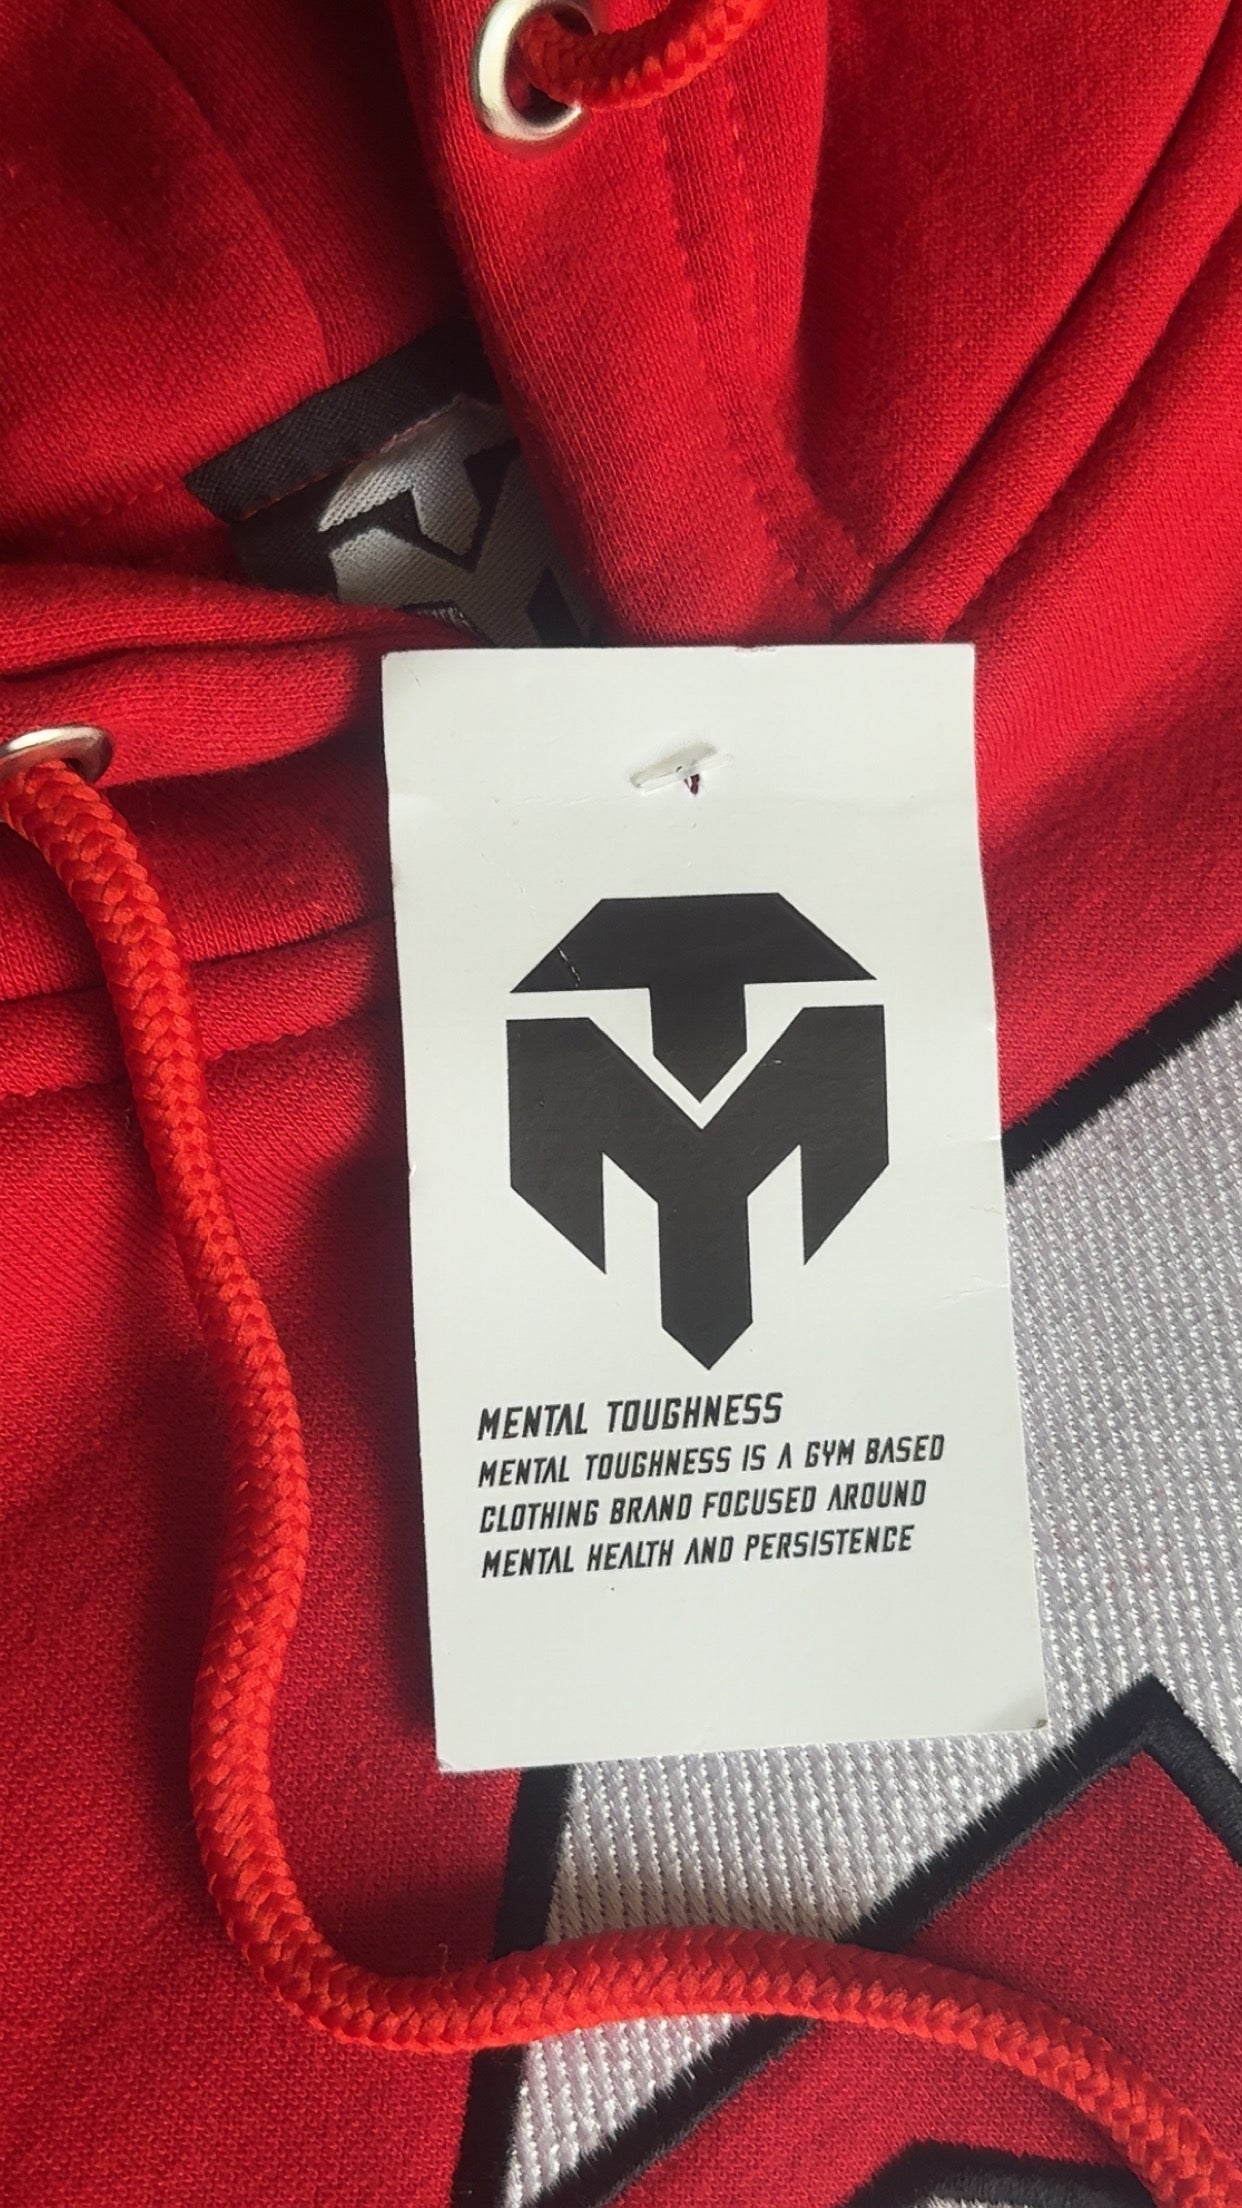 MENTAL TOUGHNESS
MENTAL TOUGHNESS IS A GYM BASED
CLOTHING BRAND FOCUSED AROUND
MENTAL HEALTH AND PERSISTENCE